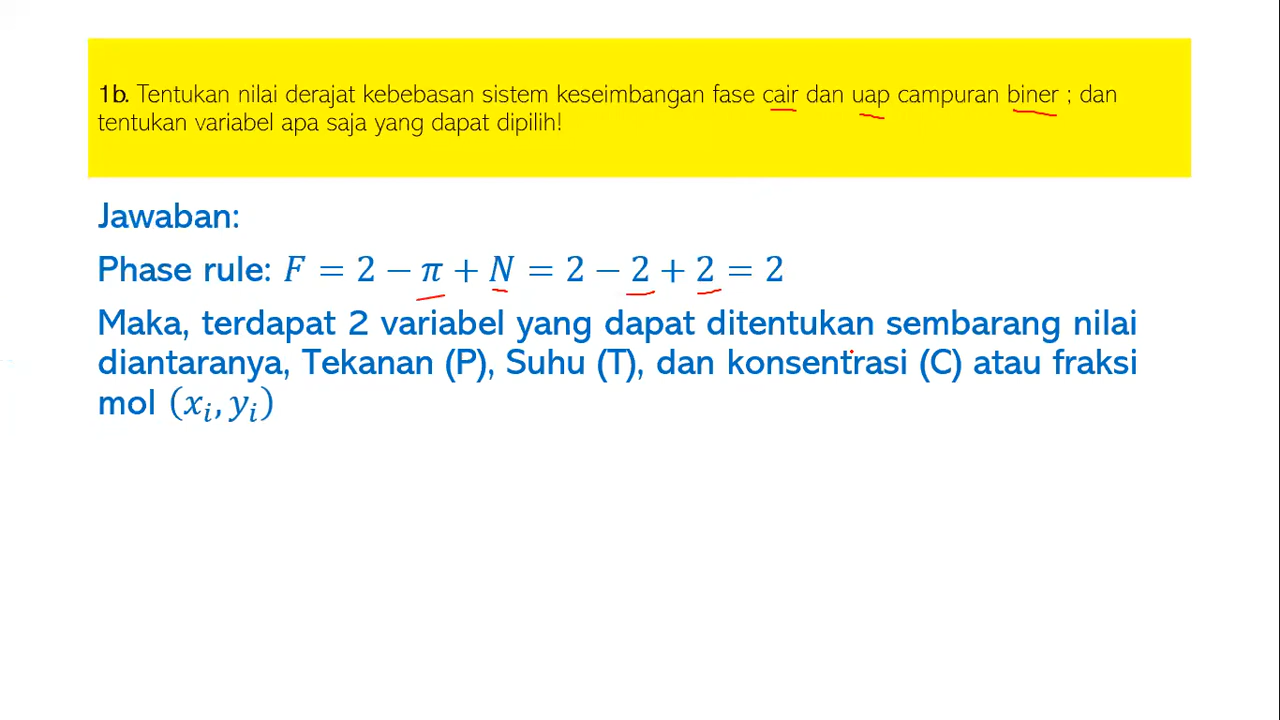 1b. Tentukan nilai derajat kebebasan sistem keseimbangan fase cair dan uap campuran biner ; dan
tentukan variabel apa saja yang dapat dipilih!
Jawaban:
Phase rule: F = 2 − π + N = 2 − 2 + 2 = 2
Maka, terdapat 2 variabel yang dapat ditentukan sembarang nilai
diantaranya, Tekanan (P), Suhu (T), dan konsentrasi (C) atau fraksi
mol (xᵢ, yᵢ)